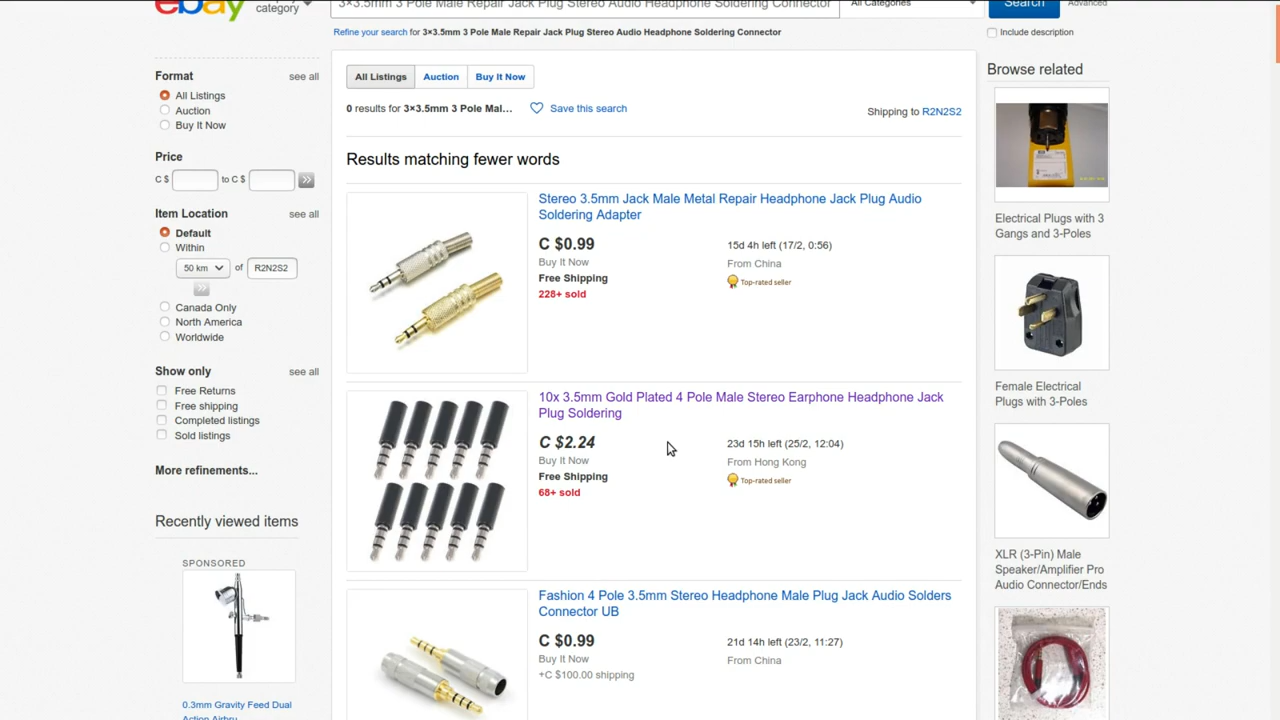 ebay
category
3×3.5mm 3 Pole Male Repair Jack Plug Stereo Audio Headphone Soldering Connector
All Categories
Search
Advanced
Refine your search for 3×3.5mm 3 Pole Male Repair Jack Plug Stereo Audio Headphone Soldering Connector
Include description
Format
see all
All Listings
Auction
Buy It Now
Price
C $
to C $
Item Location
see all
Default
Within
50 km
of
R2N2S2
Canada Only
North America
Worldwide
Show only
see all
Free Returns
Free shipping
Completed listings
Sold listings
More refinements...
Recently viewed items
SPONSORED
0.3mm Gravity Feed Dual
Action Airbru
All Listings
Auction
Buy It Now
0 results for 3×3.5mm 3 Pole Mal...
Save this search
Shipping to R2N2S2
Results matching fewer words
Stereo 3.5mm Jack Male Metal Repair Headphone Jack Plug Audio
Soldering Adapter
C $0.99
Buy It Now
Free Shipping
228+ sold
15d 4h left (17/2, 0:56)
From China
Top-rated seller
10x 3.5mm Gold Plated 4 Pole Male Stereo Earphone Headphone Jack
Plug Soldering
C $2.24
Buy It Now
Free Shipping
68+ sold
23d 15h left (25/2, 12:04)
From Hong Kong
Top-rated seller
Fashion 4 Pole 3.5mm Stereo Headphone Male Plug Jack Audio Solders
Connector UB
C $0.99
Buy It Now
+C $100.00 shipping
21d 14h left (23/2, 11:27)
From China
Browse related
Electrical Plugs with 3
Gangs and 3-Poles
Female Electrical
Plugs with 3-Poles
XLR (3-Pin) Male
Speaker/Amplifier Pro
Audio Connector/Ends